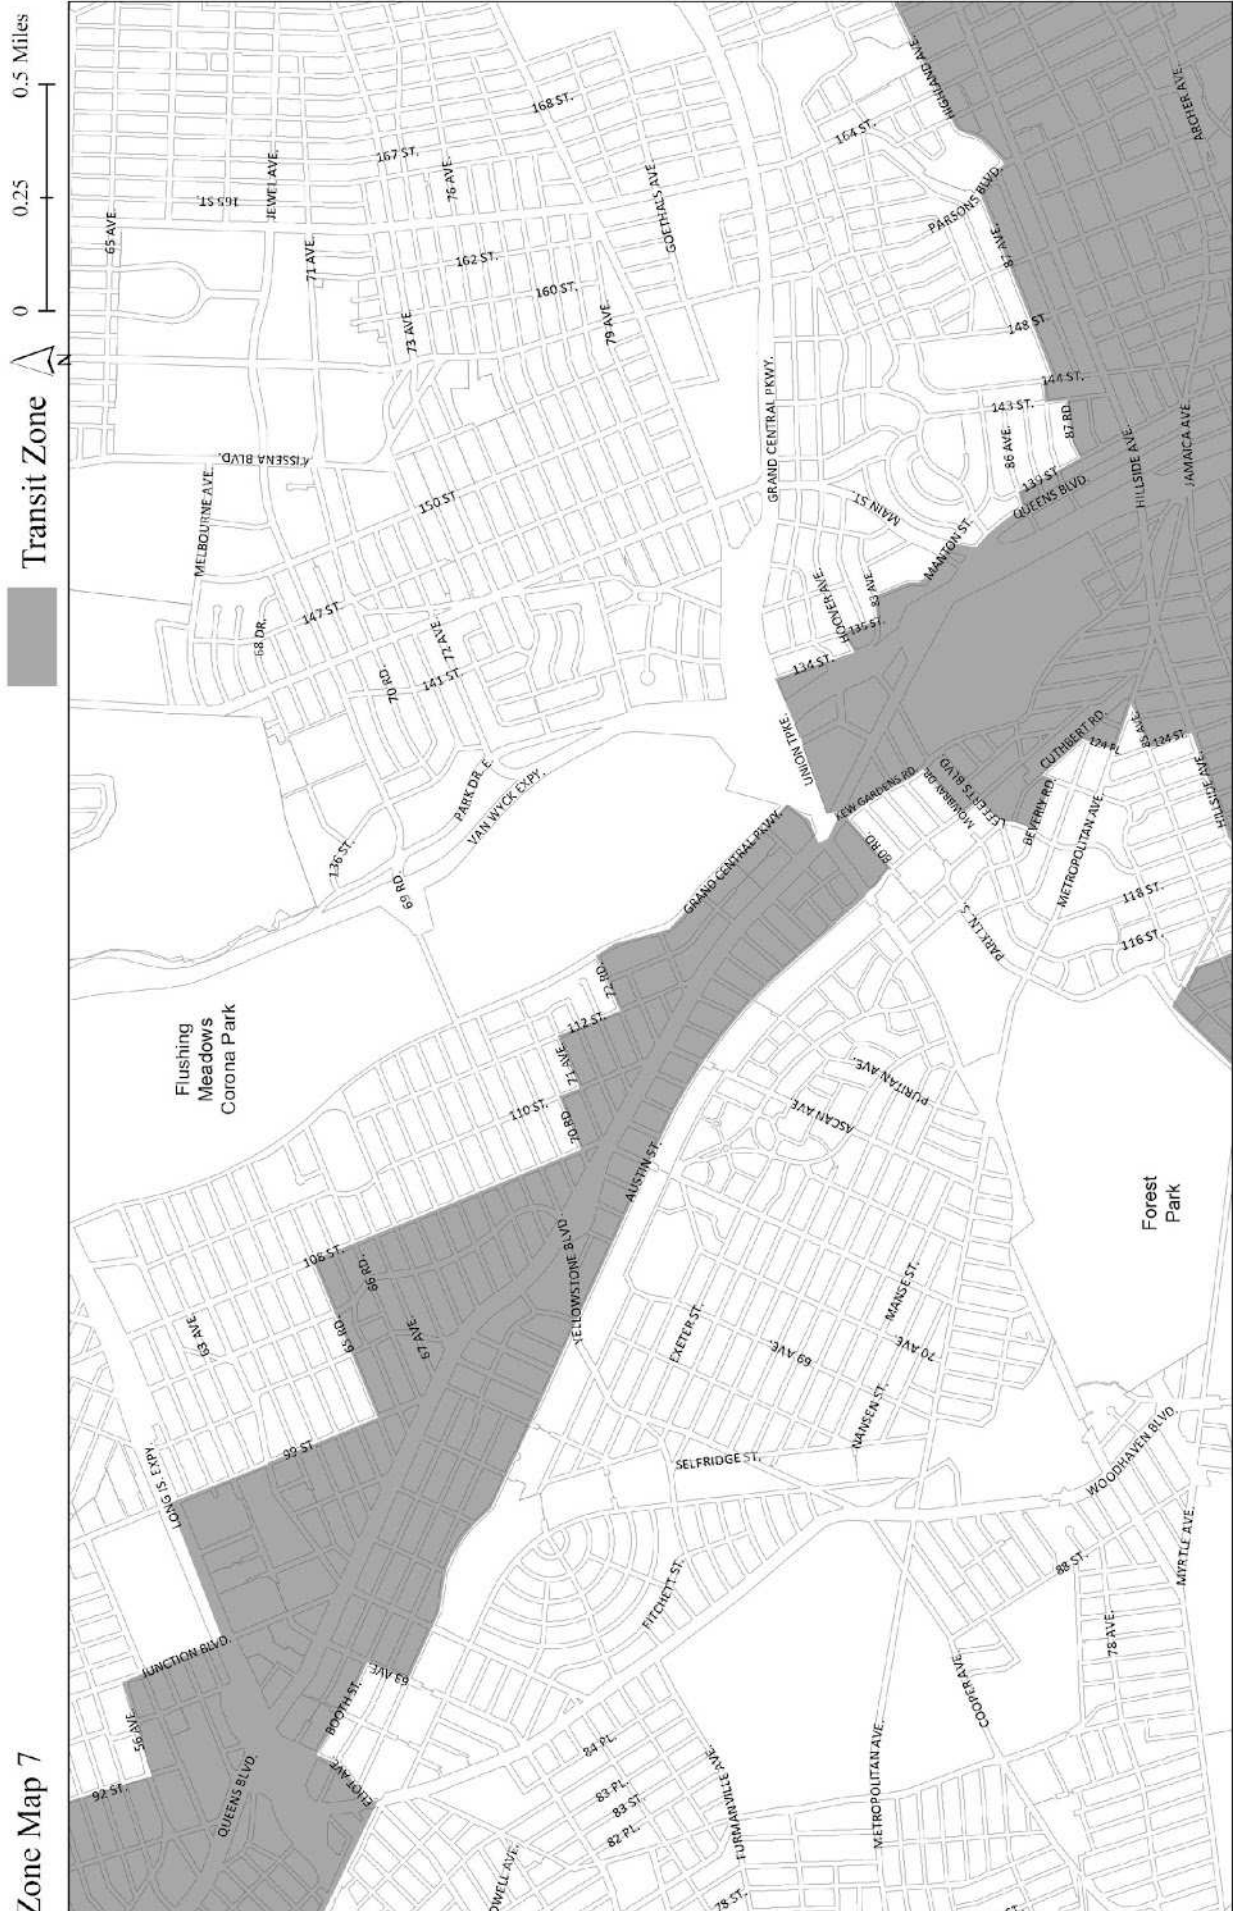 Zone Map 7
Transit Zone
N
0
0.25
0.5 Miles
92 ST.
56 AVE.
JUNCTION BLVD.
LONG IS. EXPY.
99 ST
63 AVE.
108 ST.
65 RD.
66 RD.
67 AVE.
QUEENS BLVD.
ELIOT AVE.
BOOTH ST.
63 AVE.
YELLOWSTONE BLVD.
AUSTIN ST.
110 ST.
70 RD.
71 AVE.
112 ST.
72 RD.
Flushing
Meadows
Corona Park
GRAND CENTRAL PKWY.
136 ST.
69 RD.
PARK DR. E.
VAN WYCK EXPY.
70 RD.
141 ST.
72 AVE.
68 DR.
147 ST.
MELBOURNE AVE.
KISSENA BLVD.
150 ST
65 AVE.
165 ST.
JEWEL AVE.
71 AVE.
73 AVE.
167 ST.
76 AVE.
162 ST.
160 ST.
168 ST.
79 AVE.
GOETHALS AVE.
GRAND CENTRAL PKWY.
UNION TPKE.
134 ST.
HOOVER AVE.
135 ST.
83 AVE.
MAIN ST.
MANTON ST.
QUEENS BLVD.
139 ST.
86 AVE.
143 ST.
87 RD.
144 ST.
148 ST
87 AVE.
PARSONS BLVD.
164 ST.
HIGHLAND AVE.
ARCHER AVE.
HILLSIDE AVE.
JAMAICA AVE.
KEW GARDENS RD.
80 RD.
MOWBRAY DR.
LEFFERTS BLVD.
BEVERLY RD.
CUTHBERT RD.
124 PL
85 AVE.
124 ST.
HILLSIDE AVE.
METROPOLITAN AVE.
118 ST.
116 ST.
PARK LN. S.
PURITAN AVE.
ASCAN AVE.
Forest
Park
EXETER ST.
69 AVE.
MANSE ST.
70 AVE.
NANSEN ST.
SELFRIDGE ST.
WOODHAVEN BLVD.
MYRTLE AVE.
88 ST.
78 AVE.
COOPER AVE.
METROPOLITAN AVE.
FITCHETT ST.
84 PL.
83 PL.
83 ST.
82 PL.
FURMANVILLE AVE.
78 ST.
DWELL AVE.
ST.